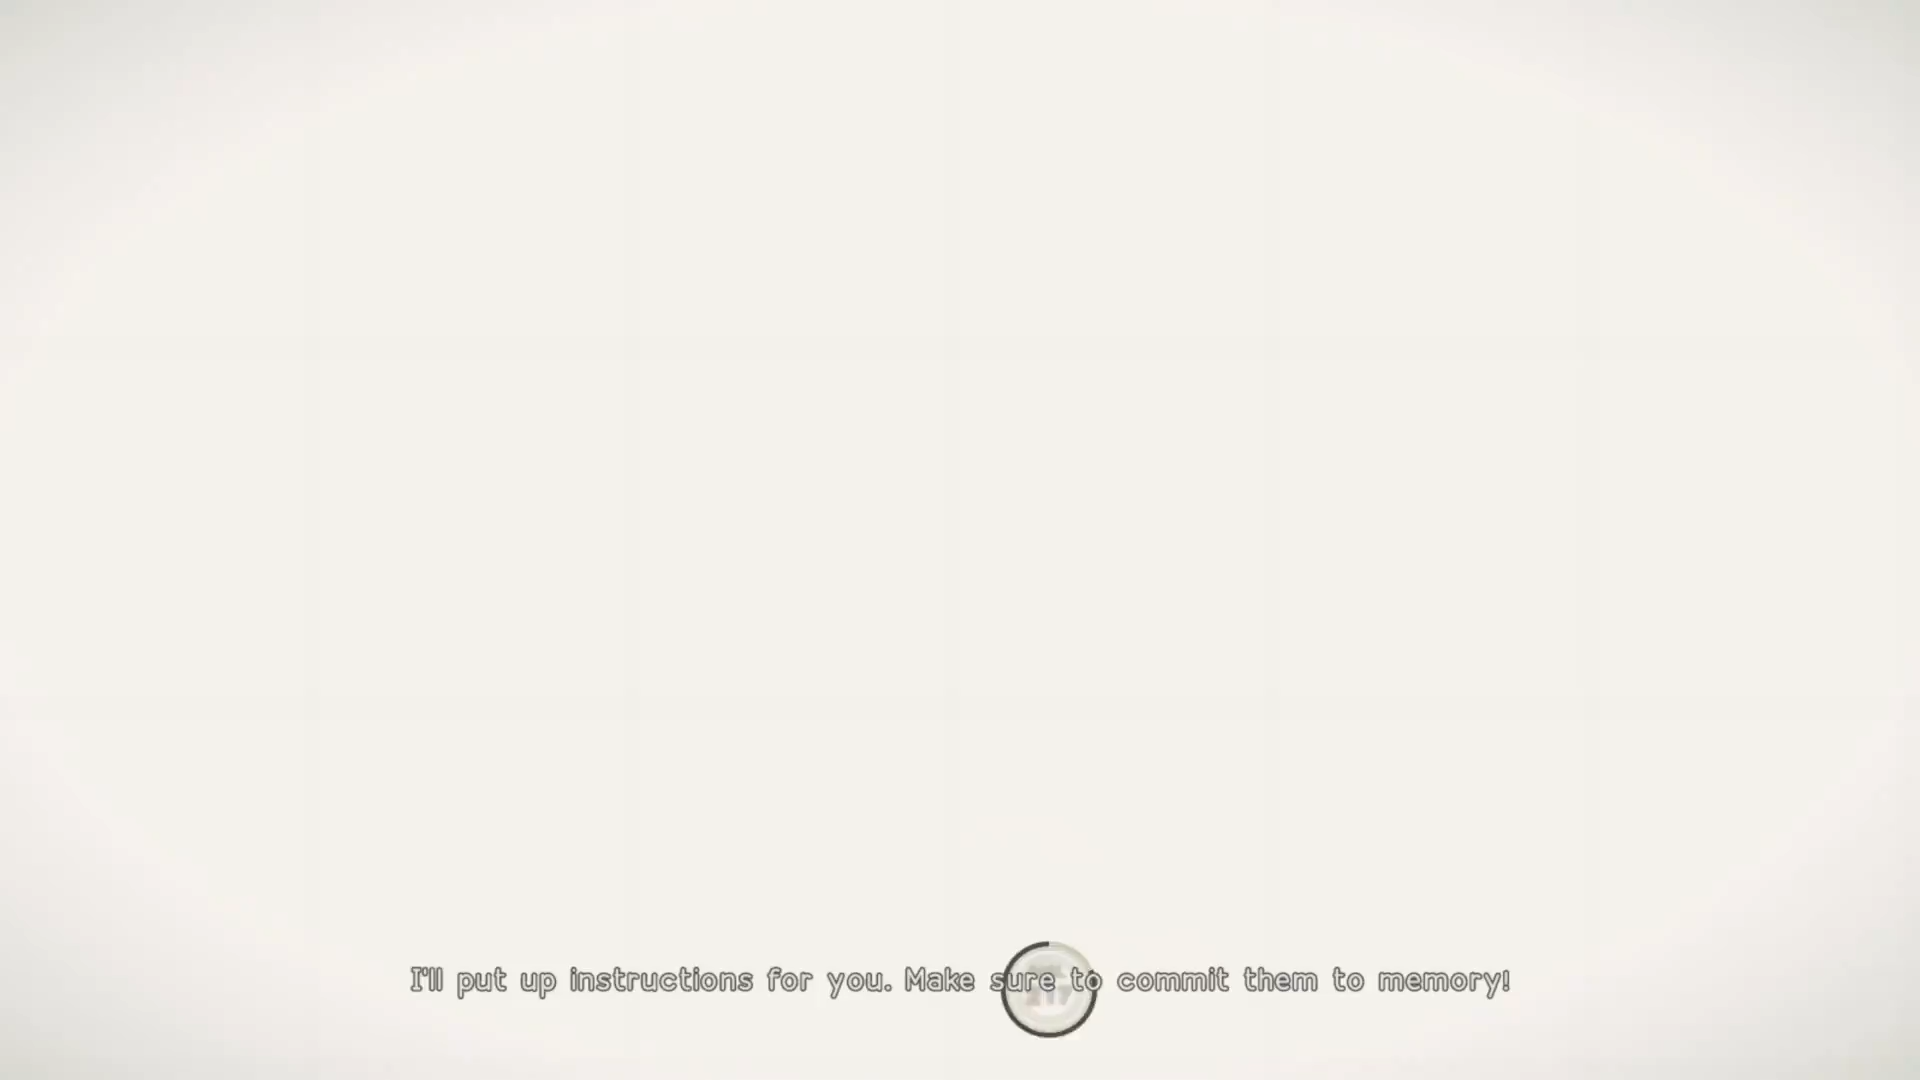 I'll put up instructions for you. Make sure to commit them to memory!